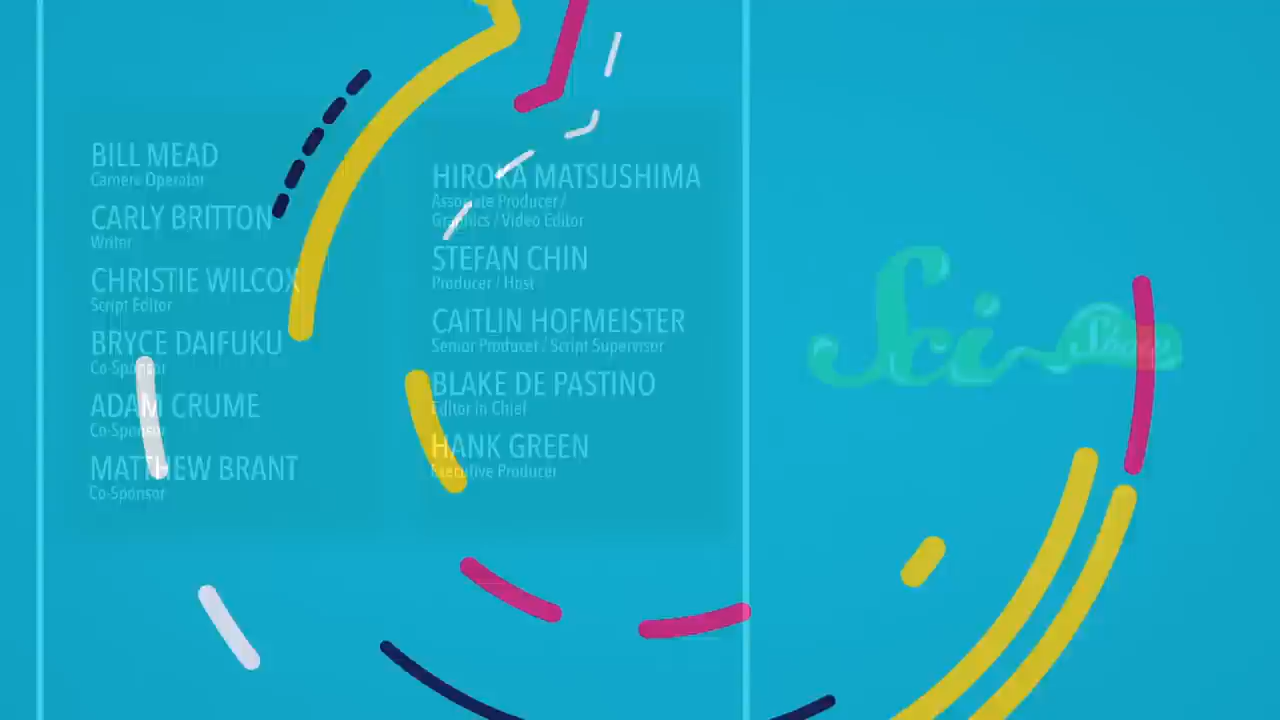 BILL MEAD
Camera Operator
CARLY BRITTON
Writer
CHRISTIE WILCOX
Script Editor
BRYCE DAIFUKU
Co-Sponsor
ADAM CRUME
Co-Sponsor
MATTHEW BRANT
Co-Sponsor
HIROKA MATSUSHIMA
Associate Producer /
Graphics / Video Editor
STEFAN CHIN
Producer / Host
CAITLIN HOFMEISTER
Senior Producer / Script Supervisor
BLAKE DE PASTINO
Editor in Chief
HANK GREEN
Executive Producer
Sci Show